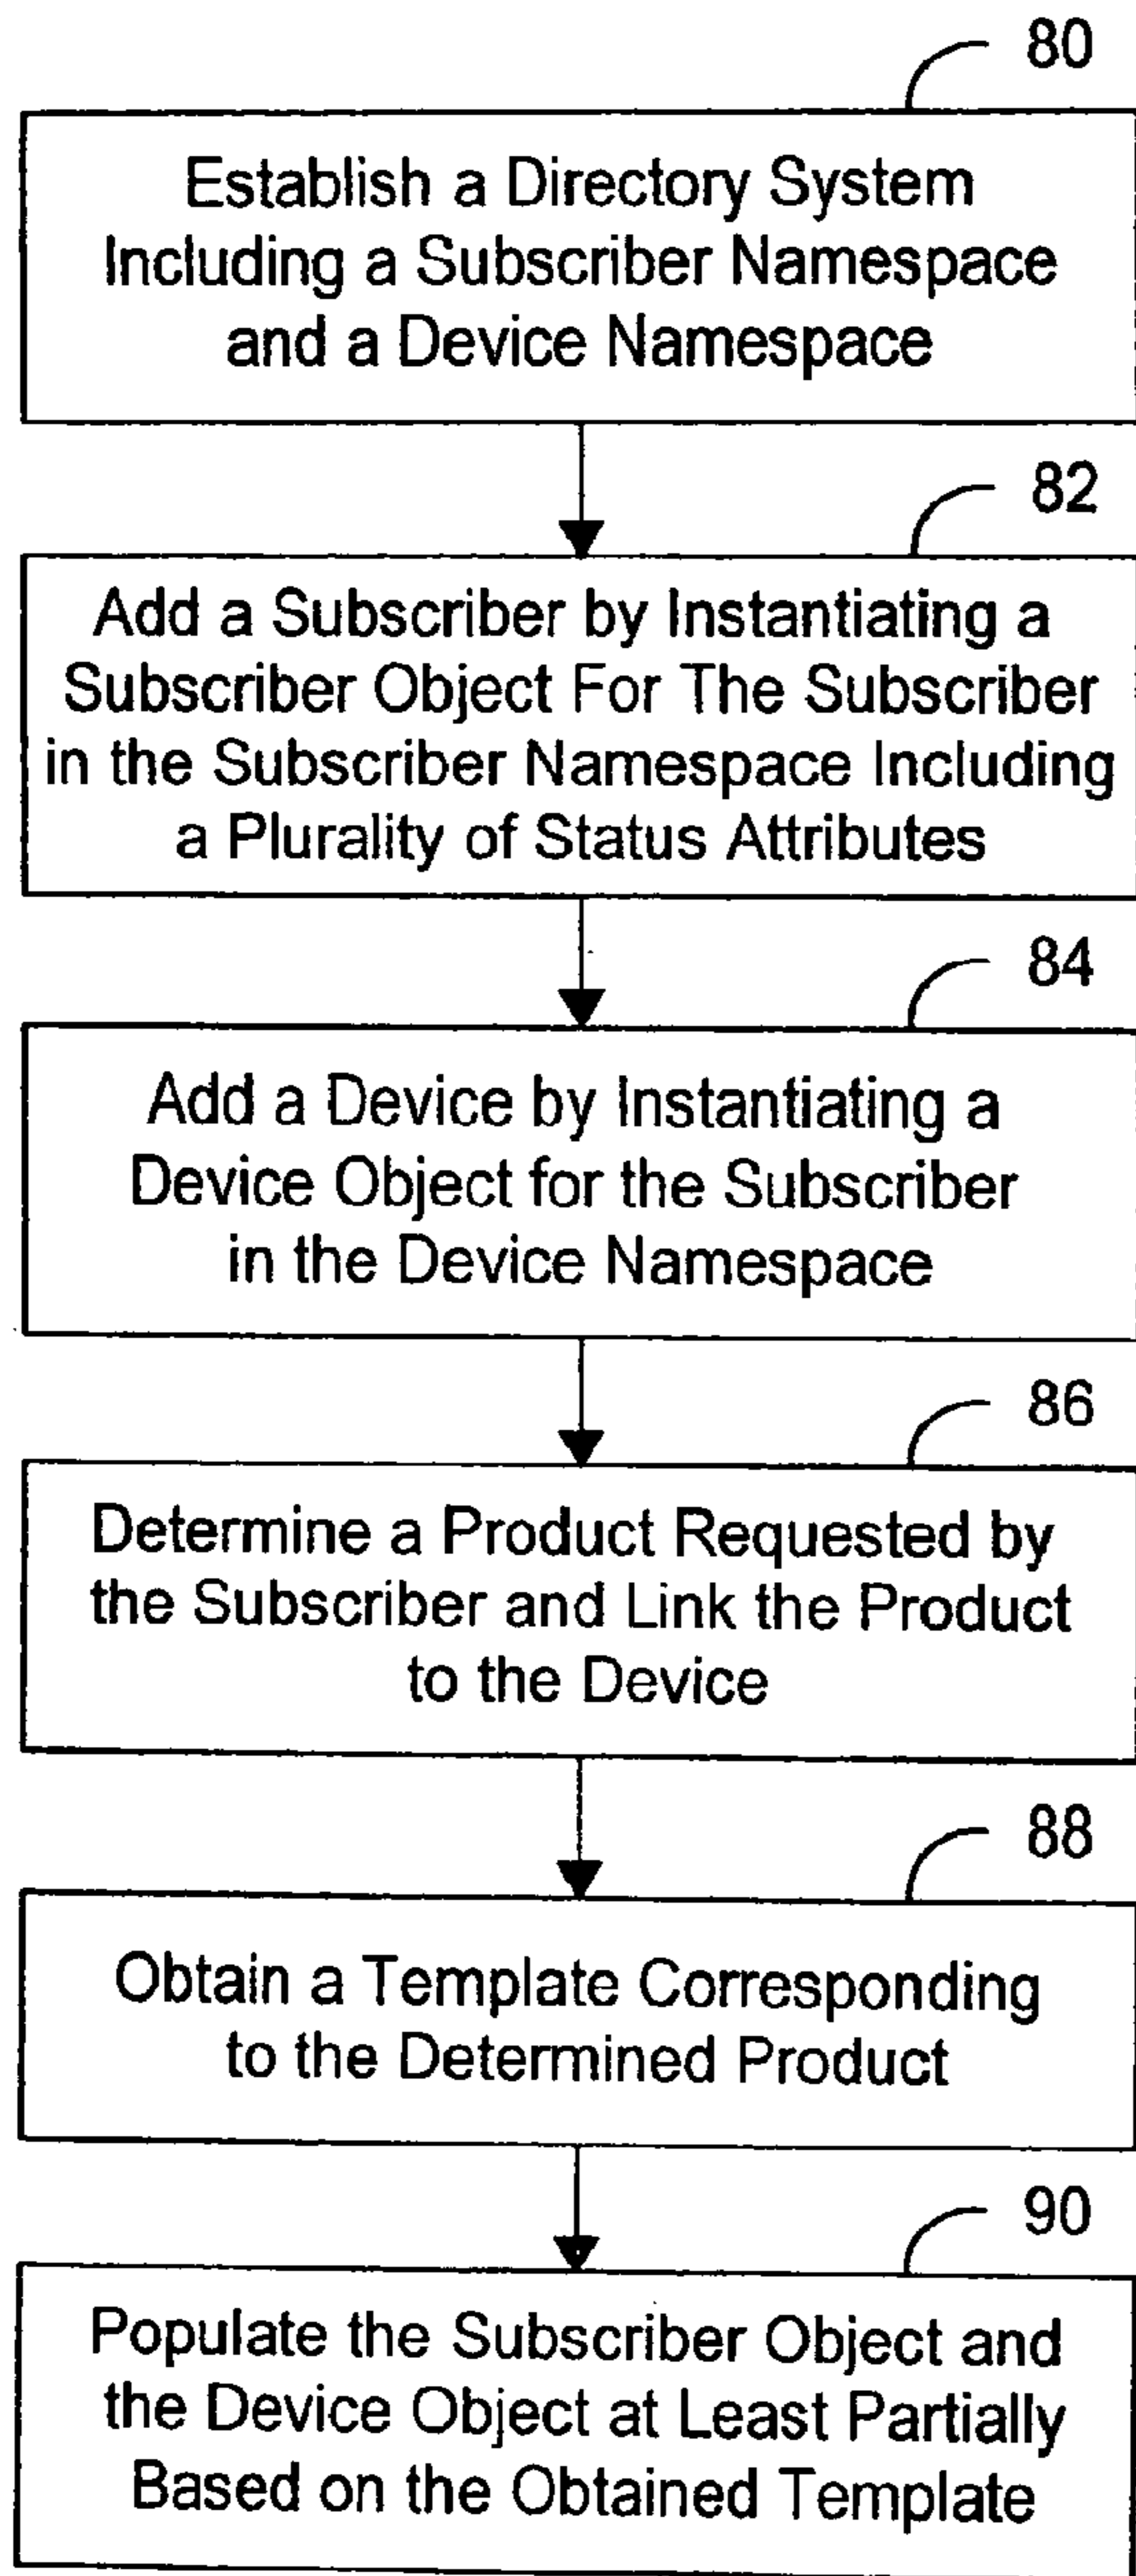 80
Establish a Directory System
Including a Subscriber Namespace
and a Device Namespace
82
Add a Subscriber by Instantiating a
Subscriber Object For The Subscriber
in the Subscriber Namespace Including
a Plurality of Status Attributes
84
Add a Device by Instantiating a
Device Object for the Subscriber
in the Device Namespace
86
Determine a Product Requested by
the Subscriber and Link the Product
to the Device
88
Obtain a Template Corresponding
to the Determined Product
90
Populate the Subscriber Object and
the Device Object at Least Partially
Based on the Obtained Template